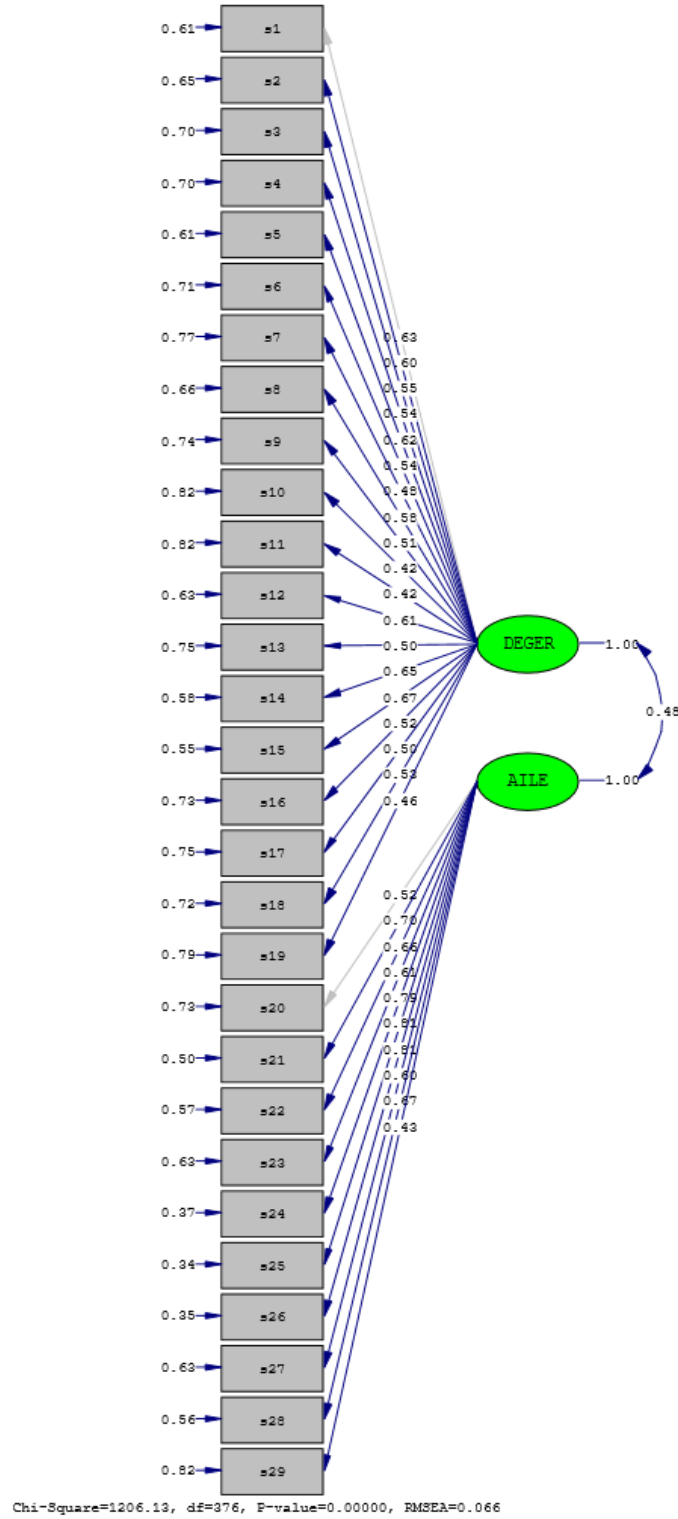 0.61 s1
0.65 s2
0.70 s3
0.70 s4
0.61 s5
0.71 s6
0.77 s7
0.63
0.60
0.66 s8
0.55
0.54
0.74 s9
0.62
0.54
0.82 s10
0.48
0.58
0.82 s11
0.51
0.42
0.63 s12
0.42
0.61
0.75 s13
0.50
DEGER 1.00
0.58 s14
0.65
0.67
0.48
0.55 s15
0.52
0.50
AILE 1.00
0.73 s16
0.53
0.46
0.75 s17
0.72 s18
0.52
0.70
0.79 s19
0.66
0.61
0.73 s20
0.79
0.81
0.50 s21
0.81
0.60
0.57 s22
0.67
0.43
0.63 s23
0.37 s24
0.34 s25
0.35 s26
0.63 s27
0.56 s28
0.82 s29
Chi-Square=1206.13, df=376, P-value=0.00000, RMSEA=0.066